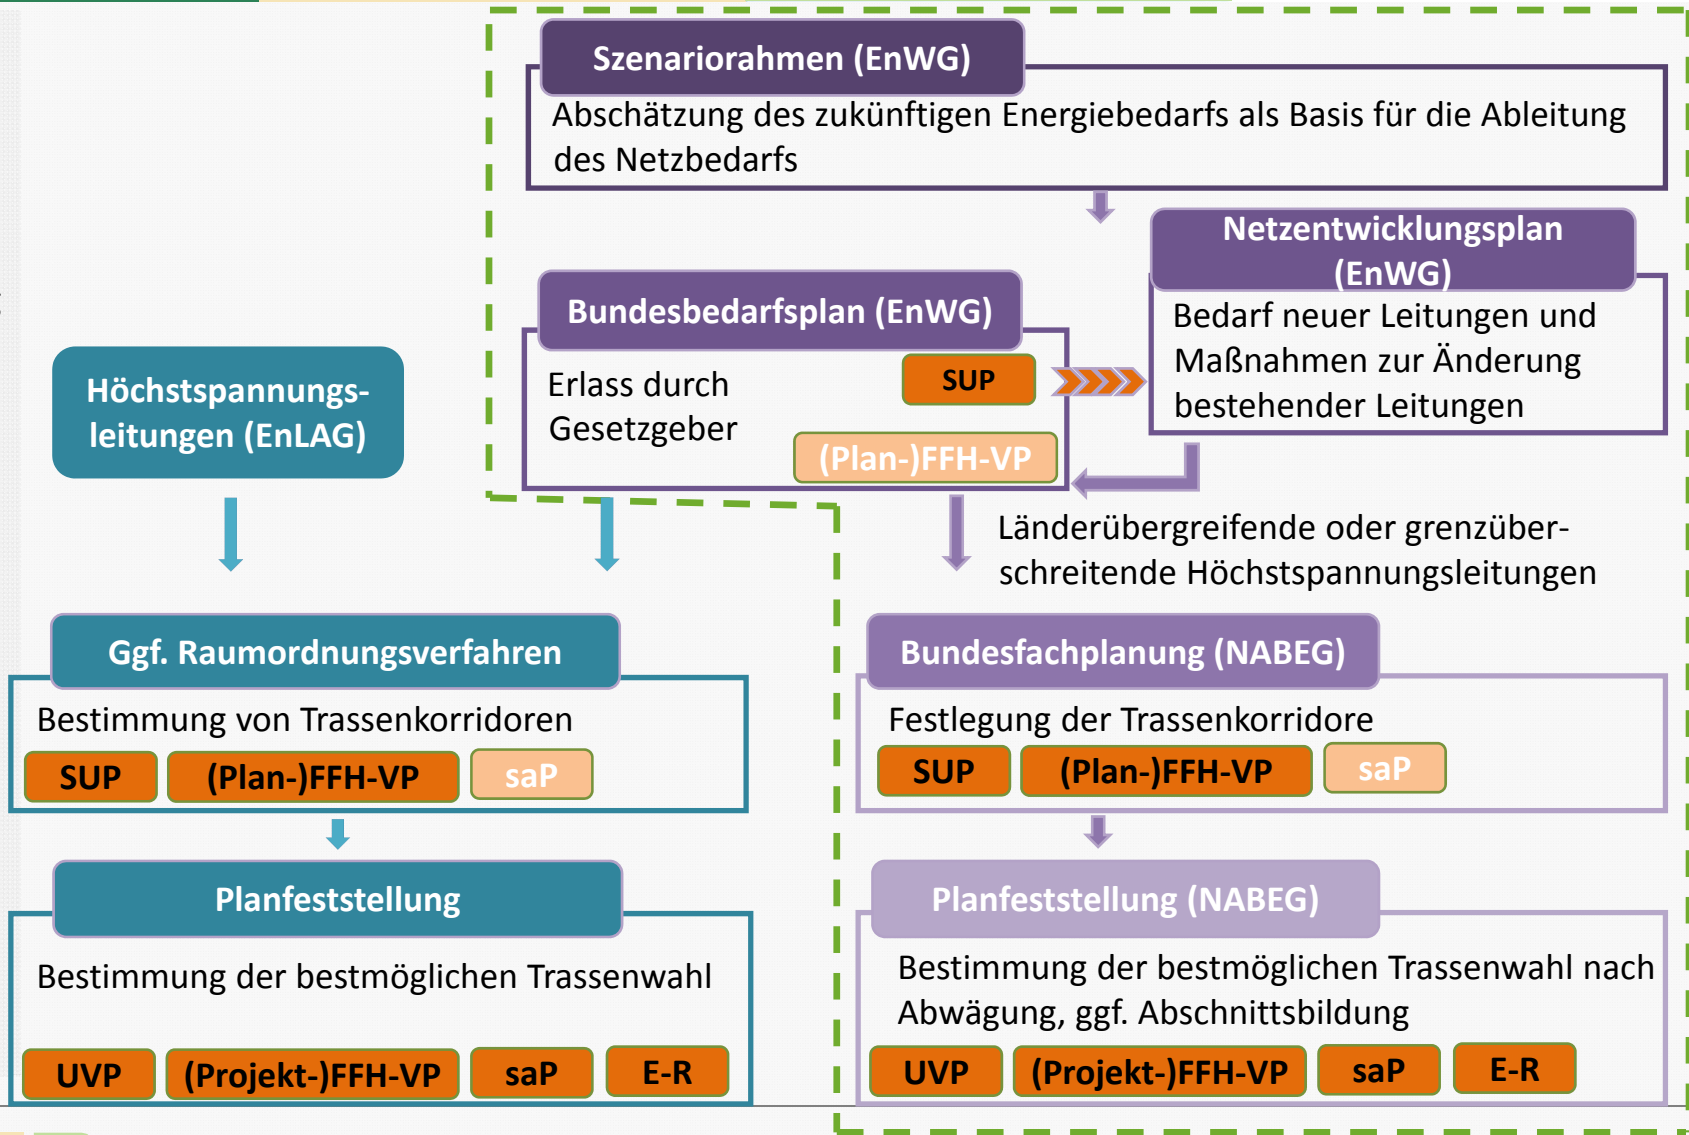 Szenariorahmen (EnWG)
Abschätzung des zukünftigen Energiebedarfs als Basis für die Ableitung
des Netzbedarfs
Netzentwicklungsplan
(EnWG)
Bedarf neuer Leitungen und
Maßnahmen zur Änderung
bestehender Leitungen
Bundesbedarfsplan (EnWG)
Erlass durch
Gesetzgeber
SUP
(Plan-)FFH-VP
Höchstspannungs-
leitungen (EnLAG)
Länderübergreifende oder grenzüber-
schreitende Höchstspannungsleitungen
Ggf. Raumordnungsverfahren
Bestimmung von Trassenkorridoren
SUP
(Plan-)FFH-VP
saP
Bundesfachplanung (NABEG)
Festlegung der Trassenkorridore
SUP
(Plan-)FFH-VP
saP
Planfeststellung
Bestimmung der bestmöglichen Trassenwahl
UVP
(Projekt-)FFH-VP
saP
E-R
Planfeststellung (NABEG)
Bestimmung der bestmöglichen Trassenwahl nach
Abwägung, ggf. Abschnittsbildung
UVP
(Projekt-)FFH-VP
saP
E-R